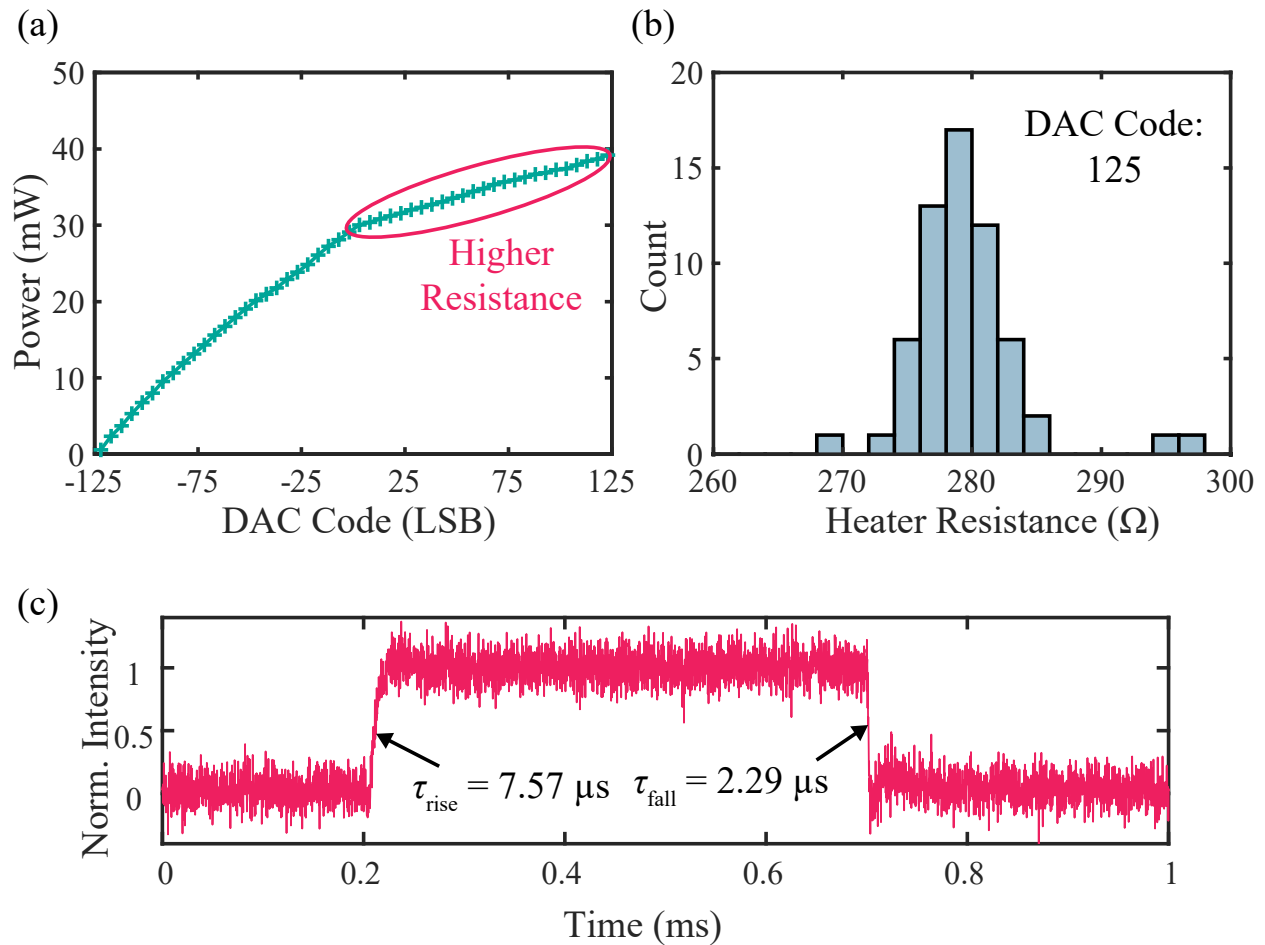 (a)
50
40
30
20
10
0
Power (mW)
-125 -75 -25 25 75 125
DAC Code (LSB)
Higher
Resistance
(b)
20
15
10
5
0
Count
DAC Code:
125
260 270 280 290 300
Heater Resistance (Ω)
(c)
Norm. Intensity
1
0.5
0
τrise = 7.57 µs
τfall = 2.29 µs
0 0.2 0.4 0.6 0.8 1
Time (ms)